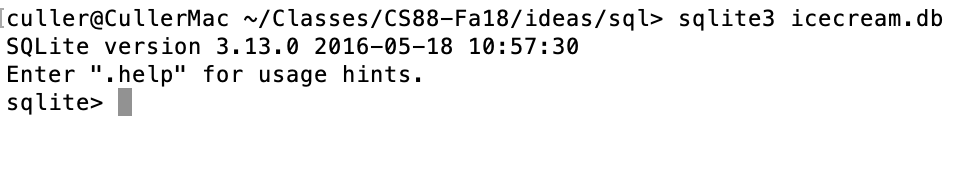 [culler@CullerMac ~/Classes/CS88-Fa18/ideas/sql> sqlite3 icecream.db
SQLite version 3.13.0 2016-05-18 10:57:30
Enter ".help" for usage hints.
sqlite>